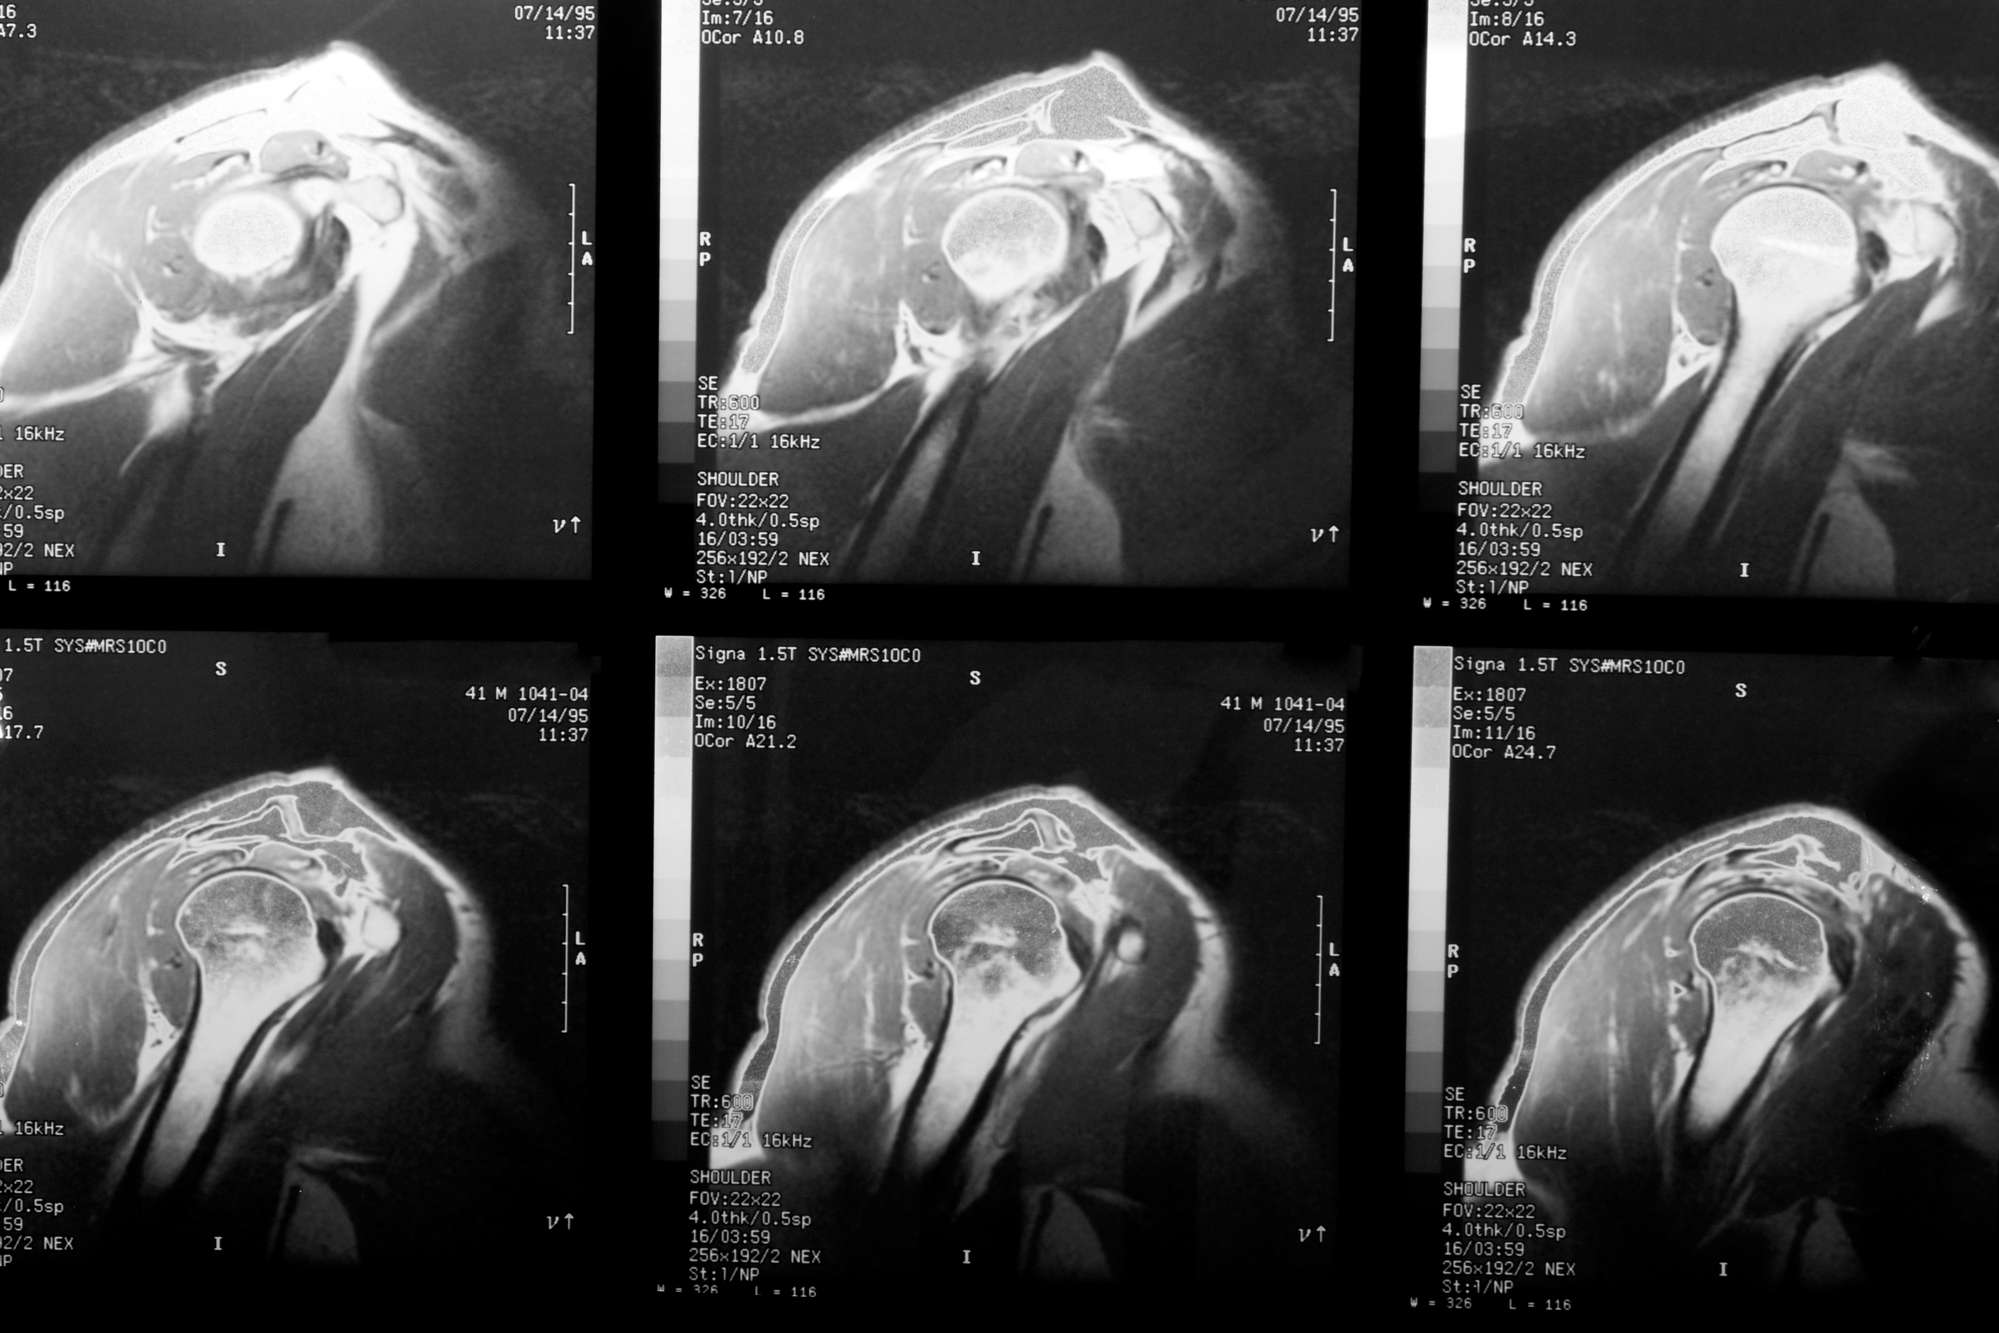 16
A7.3
07/14/95
11:37
L
A
16kHz
ER
x22
/0.5sp
:59
92/2 NEX
NP
L = 116
I
ν↑
Im:7/16
OCor A10.8
07/14/95
11:37
R
P
L
A
SE
TR:600
TE:17
EC:1/1 16kHz
SHOULDER
FOV:22x22
4.0thk/0.5sp
16/03:59
256x192/2 NEX
St:1/NP
W = 326 L = 116
I
ν↑
Im:8/16
OCor A14.3
R
P
SE
TR:600
TE:17
EC:1/1 16kHz
SHOULDER
FOV:22x22
4.0thk/0.5sp
16/03:59
256x192/2 NEX
St:1/NP
W = 326 L = 116
I
1.5T SYS#MRS10C0
S
07
5
6
17.7
41 M 1041-04
07/14/95
11:37
L
A
16kHz
ER
x22
/0.5sp
59
92/2 NEX
NP
I
ν↑
Signa 1.5T SYS#MRS10C0
S
Ex:1807
Se:5/5
Im:10/16
OCor A21.2
41 M 1041-04
07/14/95
11:37
R
P
L
A
SE
TR:600
TE:17
EC:1/1 16kHz
SHOULDER
FOV:22x22
4.0thk/0.5sp
16/03:59
256x192/2 NEX
St:1/NP
W = 326 L = 116
I
ν↑
Signa 1.5T SYS#MRS10C0
S
Ex:1807
Se:5/5
Im:11/16
OCor A24.7
R
P
SE
TR:600
TE:17
EC:1/1 16kHz
SHOULDER
FOV:22x22
4.0thk/0.5sp
16/03:59
256x192/2 NEX
St:1/NP
W = 326 L = 116
I